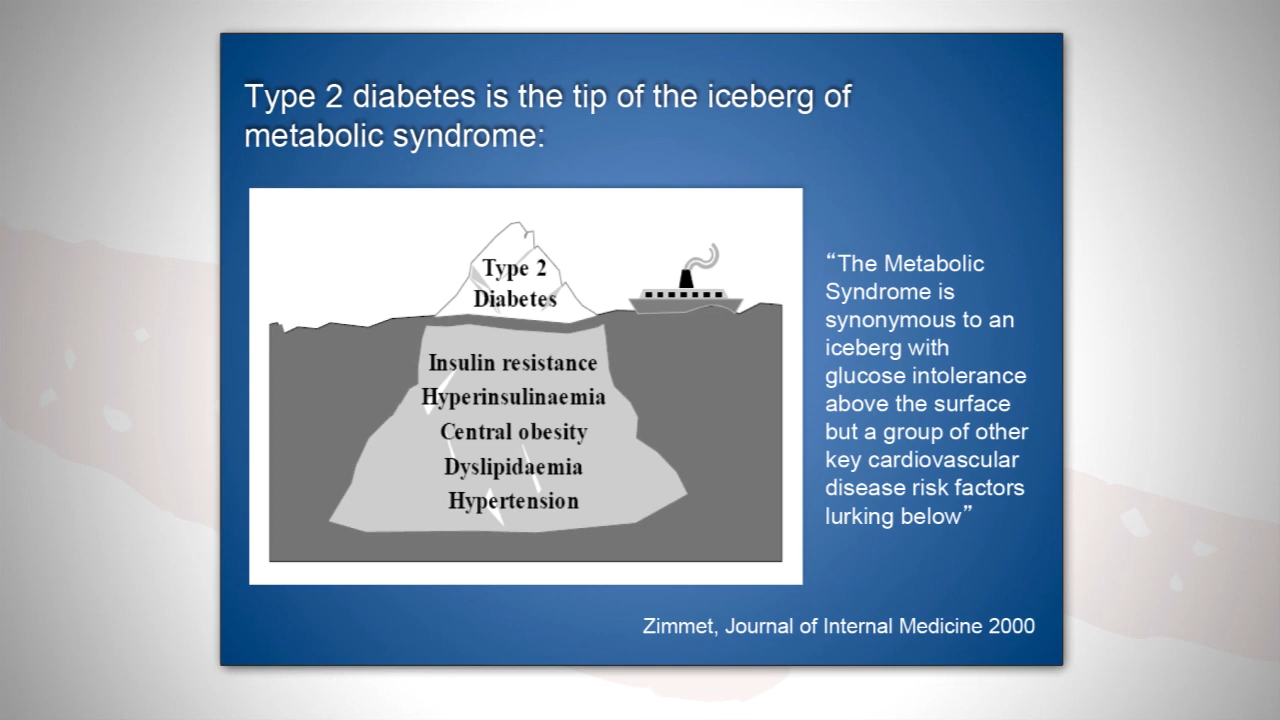 Type 2 diabetes is the tip of the iceberg of
metabolic syndrome:
Type 2
Diabetes
Insulin resistance
Hyperinsulinaemia
Central obesity
Dyslipidaemia
Hypertension
“The Metabolic
Syndrome is
synonymous to an
iceberg with
glucose intolerance
above the surface
but a group of other
key cardiovascular
disease risk factors
lurking below”
Zimmet, Journal of Internal Medicine 2000